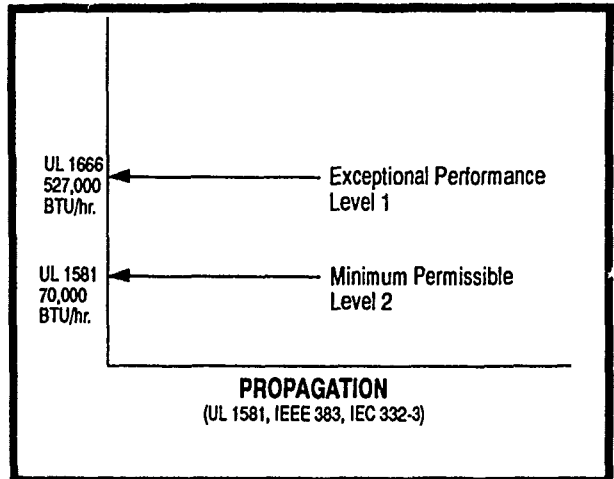 UL 1666
527,000
BTU/hr.
Exceptional Performance
Level 1
UL 1581
70,000
BTU/hr.
Minimum Permissible
Level 2
PROPAGATION
(UL 1581, IEEE 383, IEC 332-3)